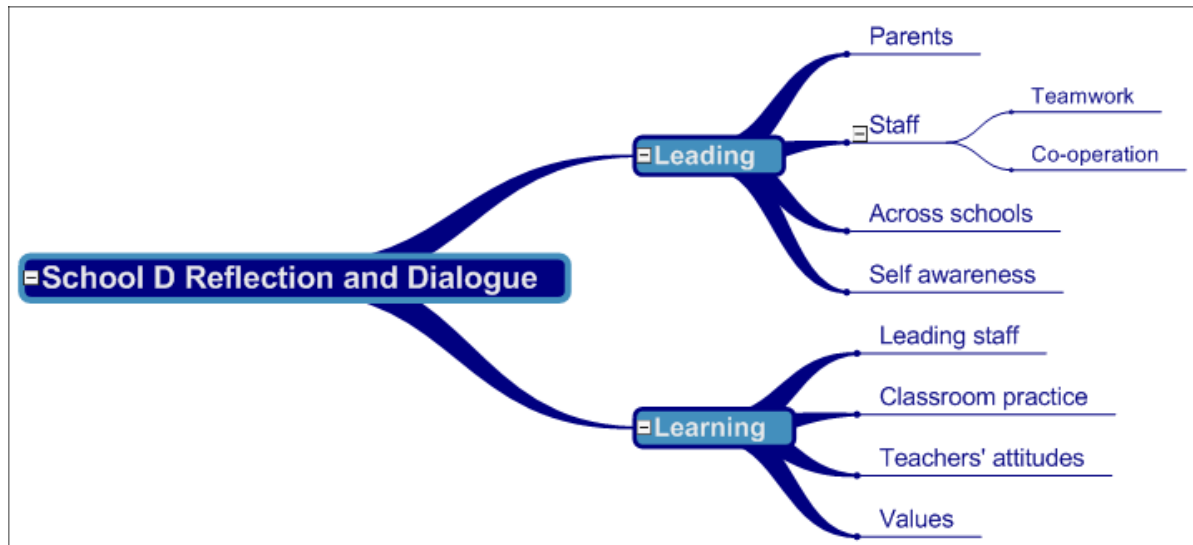 School D Reflection and Dialogue
Leading
Parents
Staff
Teamwork
Co-operation
Across schools
Self awareness
Learning
Leading staff
Classroom practice
Teachers' attitudes
Values